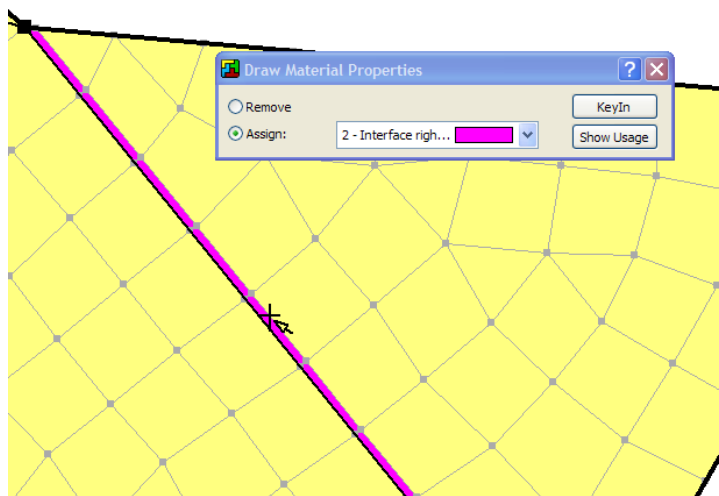 Draw Material Properties
Remove
KeyIn
Assign:
2 - Interface righ...
Show Usage